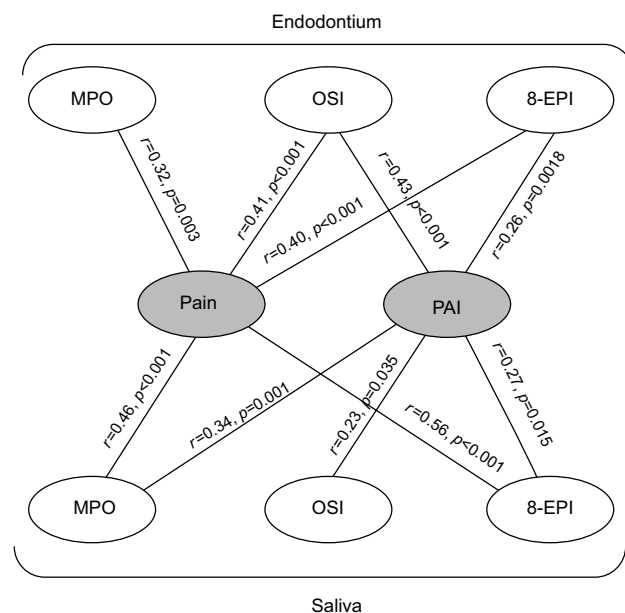 Endodontium
MPO
OSI
8-EPI
r=0.32, p=0.003
r=0.41, p<0.001
r=0.40, p<0.001
r=0.43, p<0.001
r=0.26, p=0.0018
Pain
PAI
r=0.46, p<0.001
r=0.34, p=0.001
r=0.23, p=0.035
r=0.56, p<0.001
r=0.27, p=0.015
MPO
OSI
8-EPI
Saliva